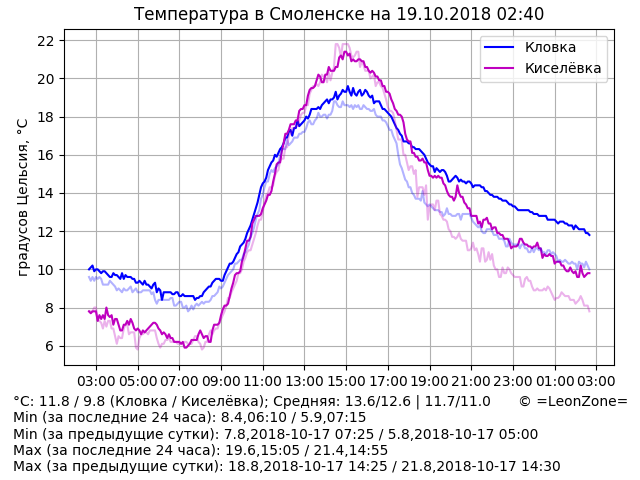 Температура в Смоленске на 19.10.2018 02:40
Кловка
Киселёвка
градусов Цельсия, °C
22
20
18
16
14
12
10
8
6
03:00 05:00 07:00 09:00 11:00 13:00 15:00 17:00 19:00 21:00 23:00 01:00 03:00
°C: 11.8 / 9.8 (Кловка / Киселёвка); Средняя: 13.6/12.6 | 11.7/11.0 © =LeonZone=
Min (за последние 24 часа): 8.4,06:10 / 5.9,07:15
Min (за предыдущие сутки): 7.8,2018-10-17 07:25 / 5.8,2018-10-17 05:00
Max (за последние 24 часа): 19.6,15:05 / 21.4,14:55
Max (за предыдущие сутки): 18.8,2018-10-17 14:25 / 21.8,2018-10-17 14:30